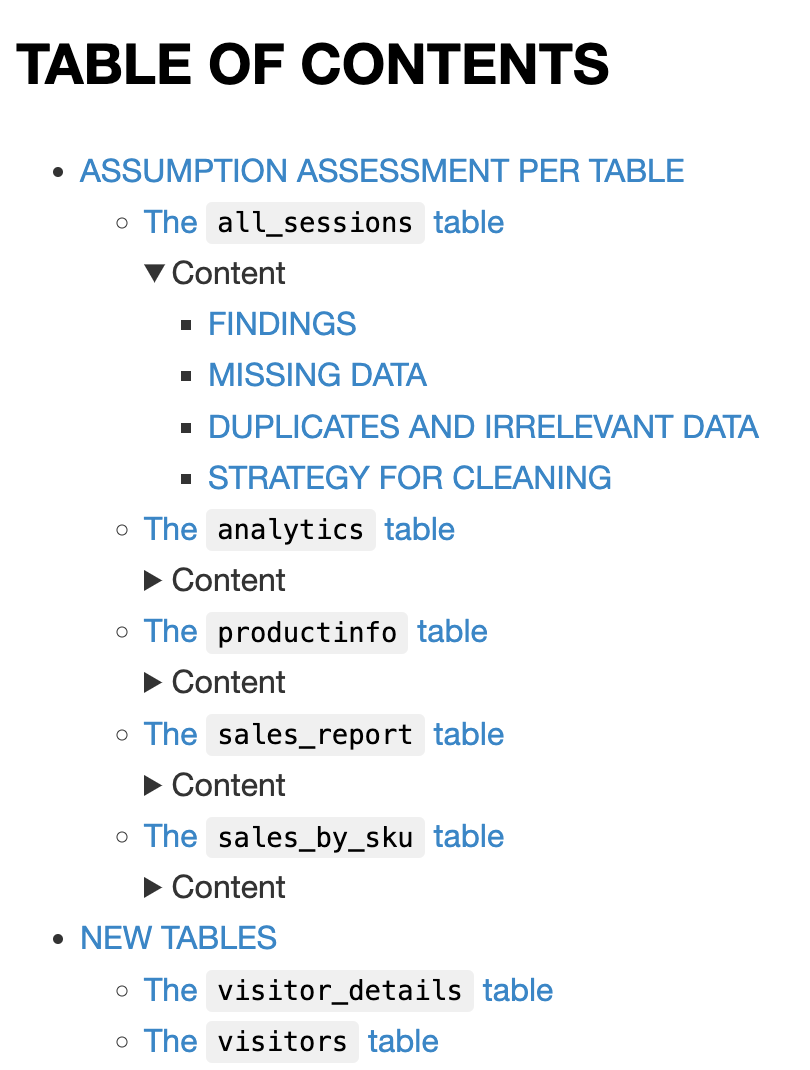 TABLE OF CONTENTS
ASSUMPTION ASSESSMENT PER TABLE
The all_sessions table
Content
FINDINGS
MISSING DATA
DUPLICATES AND IRRELEVANT DATA
STRATEGY FOR CLEANING
The analytics table
Content
The productinfo table
Content
The sales_report table
Content
The sales_by_sku table
Content
NEW TABLES
The visitor_details table
The visitors table